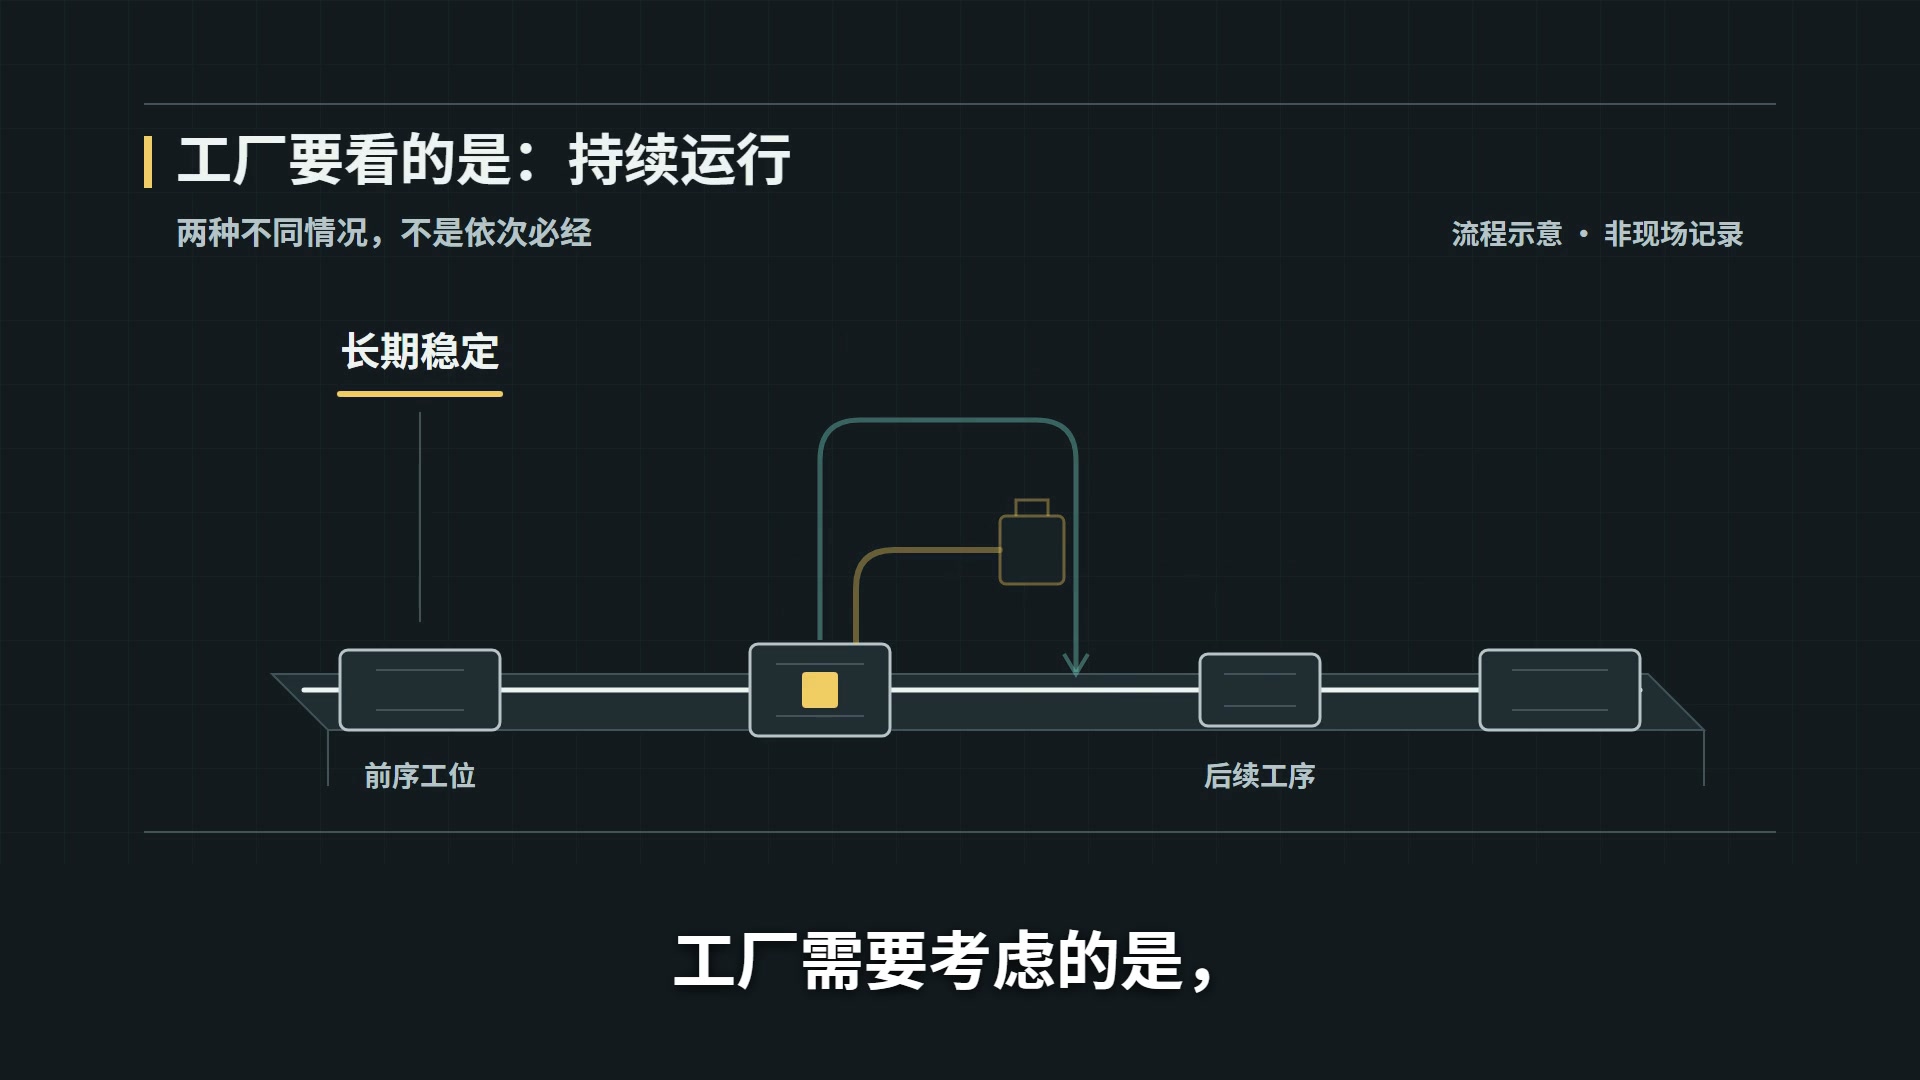 工厂要看的是：持续运行
两种不同情况，不是依次必经
流程示意 · 非现场记录
长期稳定
前序工位
后续工序
工厂需要考虑的是，